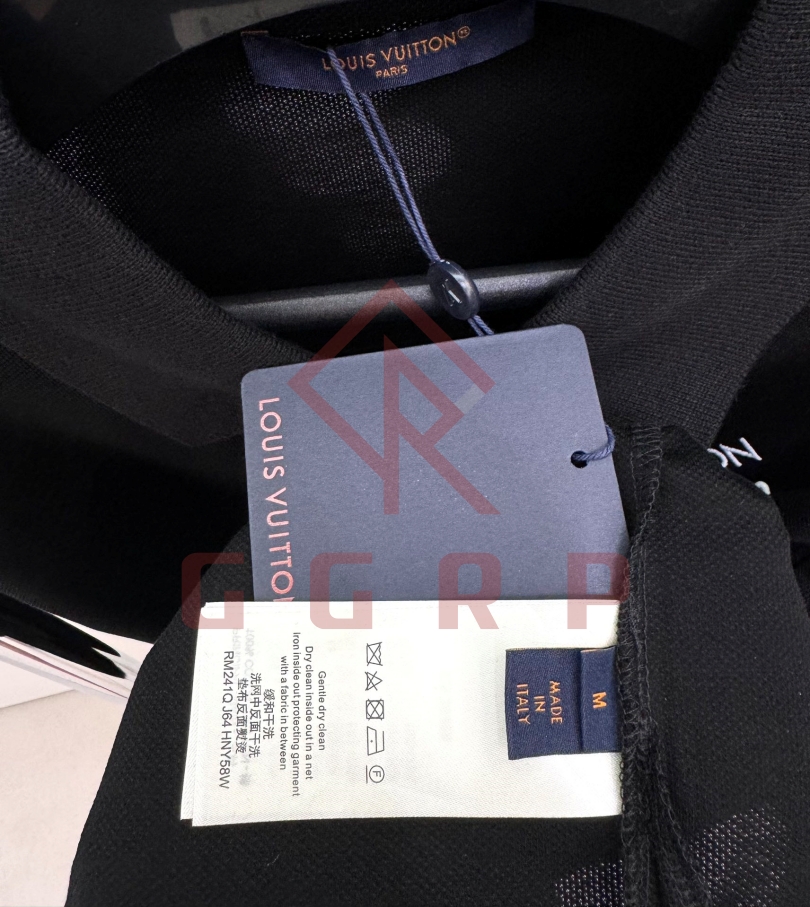 LOUIS VUITTON
PARIS
LOUIS VUITTO
GGRP
M
MADE
IN
ITALY
Gentle dry clean
Dry clean inside out in a net
Iron inside out protecting garment
with a fabric in between
缓和干洗
洗网中反面干洗
垫布反面熨烫
RM241Q J64 HNY58W